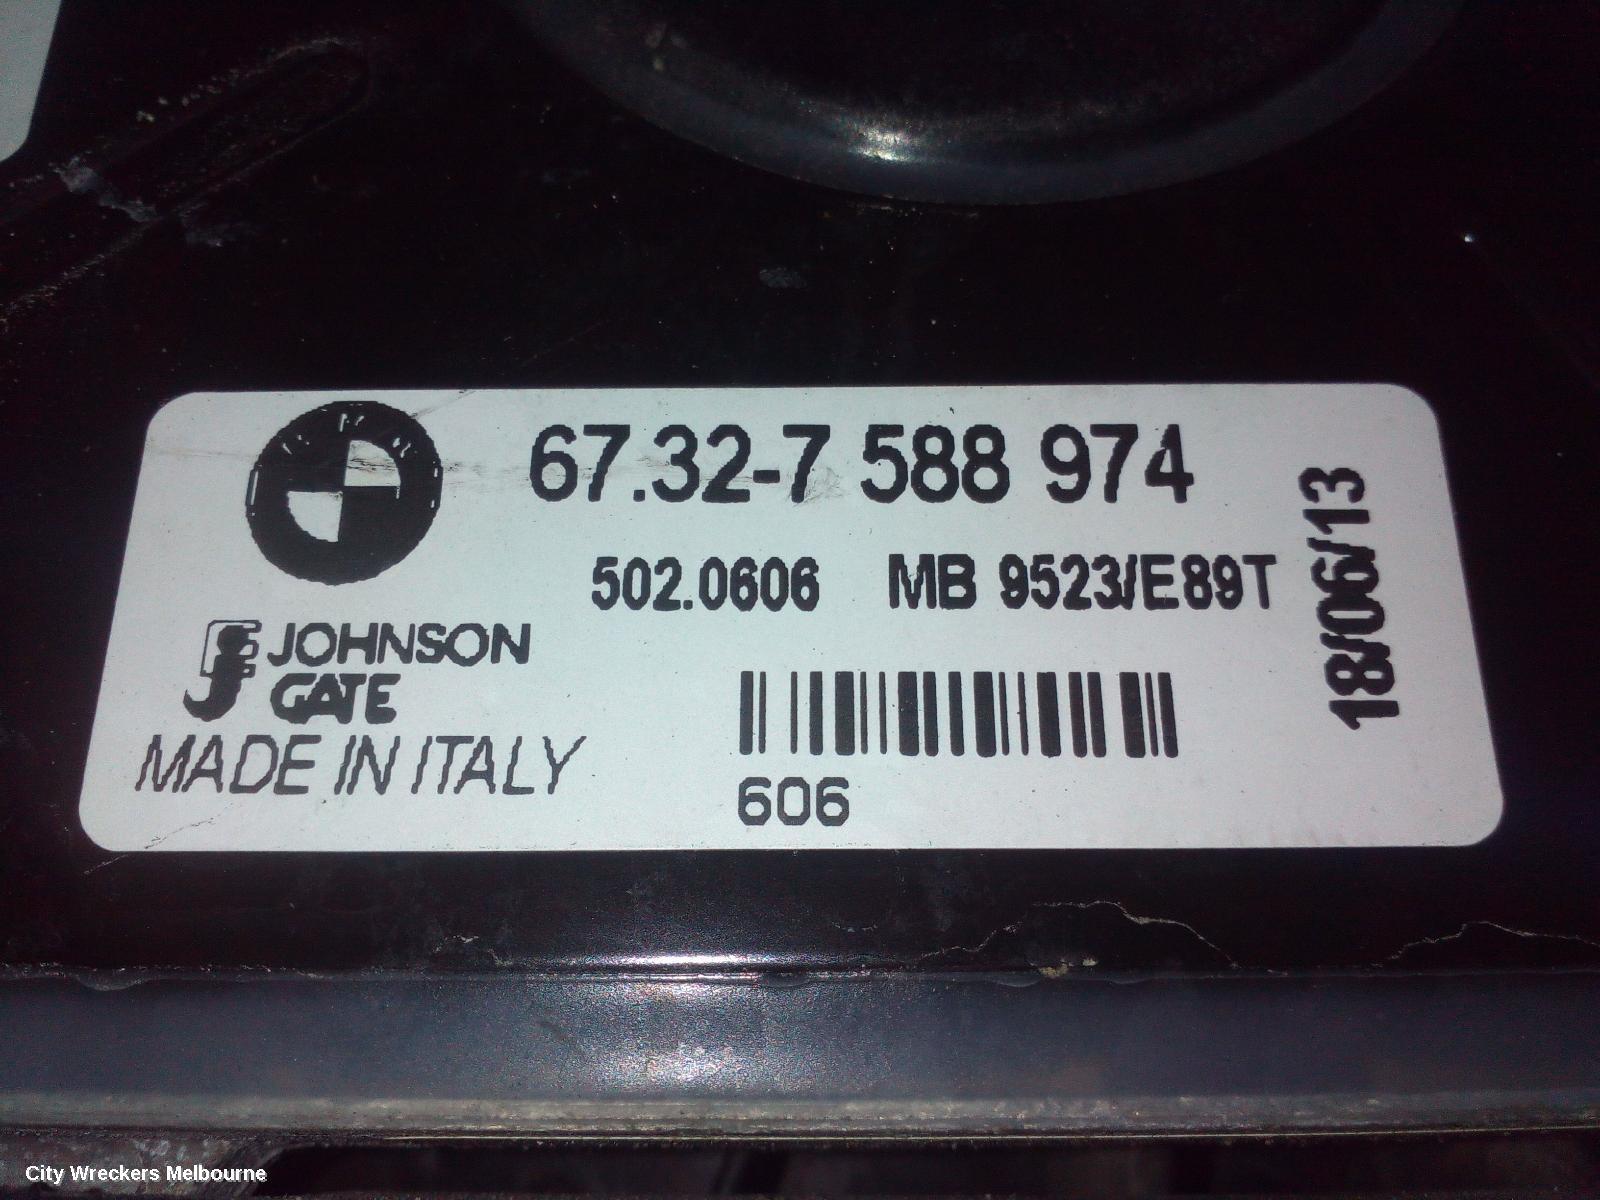 67.32-7 588 974
502.0606 MB 9523/E89T
18/06/13
JOHNSON
GATE
MADE IN ITALY
606
City Wreckers Melbourne